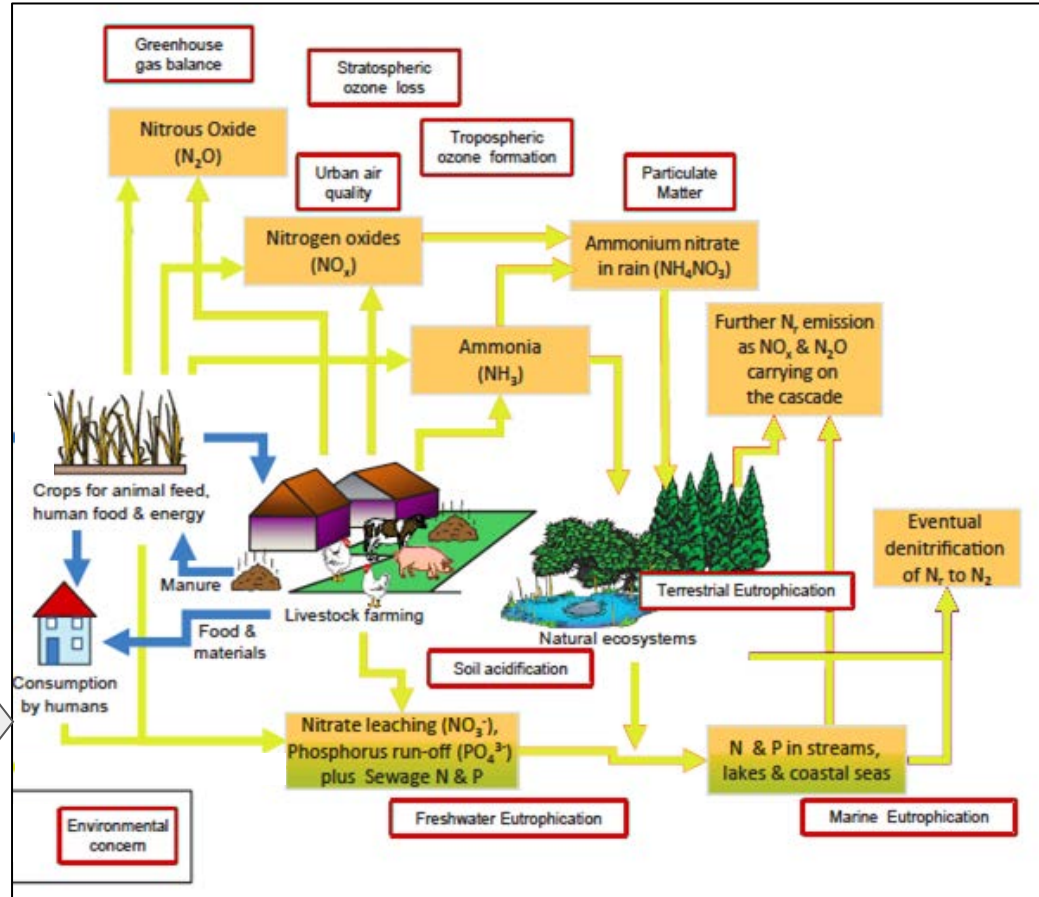 Greenhouse
gas balance
Stratospheric
ozone loss
Nitrous Oxide
(N₂O)
Tropospheric
ozone formation
Urban air
quality
Particulate
Matter
Nitrogen oxides
(NOₓ)
Ammonium nitrate
in rain (NH₄NO₃)
Further Nᵣ emission
as NOₓ & N₂O
carrying on
the cascade
Ammonia
(NH₃)
Crops for animal feed,
human food & energy
Eventual
denitrification
of Nᵣ to N₂
Manure
Livestock farming
Terrestrial Eutrophication
Food &
materials
Natural ecosystems
Soil acidification
Consumption
by humans
Nitrate leaching (NO₃⁻),
Phosphorus run-off (PO₄³⁻)
plus Sewage N & P
N & P in streams,
lakes & coastal seas
Environmental
concern
Freshwater Eutrophication
Marine Eutrophication